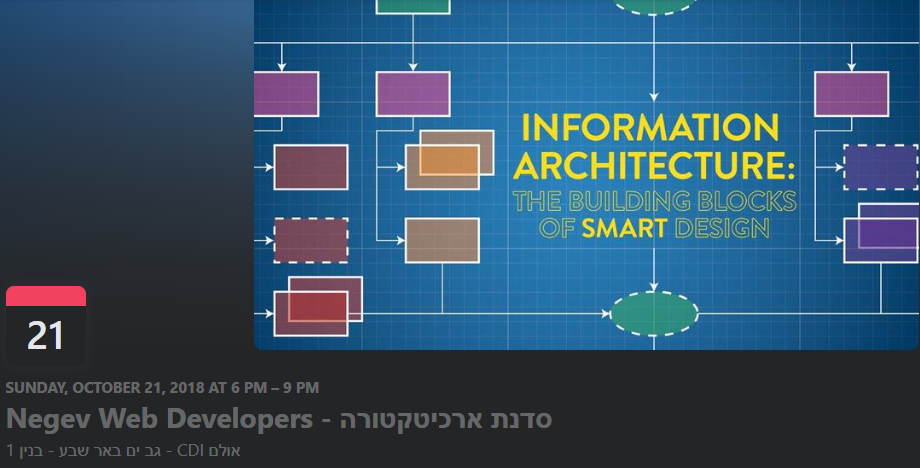 INFORMATION
ARCHITECTURE:
THE BUILDING BLOCKS
OF SMART DESIGN
21
SUNDAY, OCTOBER 21, 2018 AT 6 PM – 9 PM
Negev Web Developers - סדנת ארכיטקטורה
אולם CDI - גב ים באר שבע - בנין 1